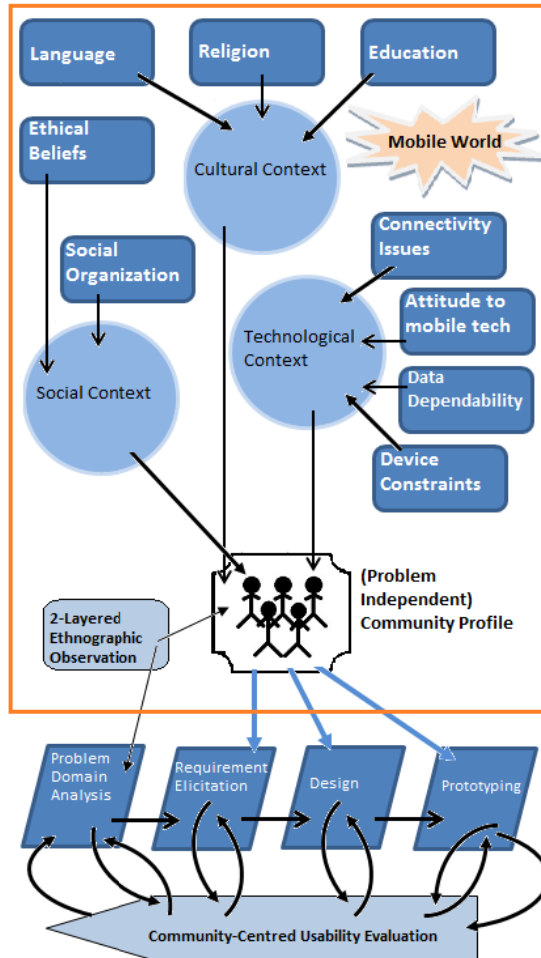 Language
Religion
Education
Ethical
Beliefs
Cultural Context
Mobile World
Social
Organization
Connectivity
Issues
Attitude to
mobile tech
Technological
Context
Data
Dependability
Social Context
Device
Constraints
(Problem
Independent)
Community Profile
2-Layered
Ethnographic
Observation
Problem
Domain
Analysis
Requirement
Elicitation
Design
Prototyping
Community-Centred Usability Evaluation